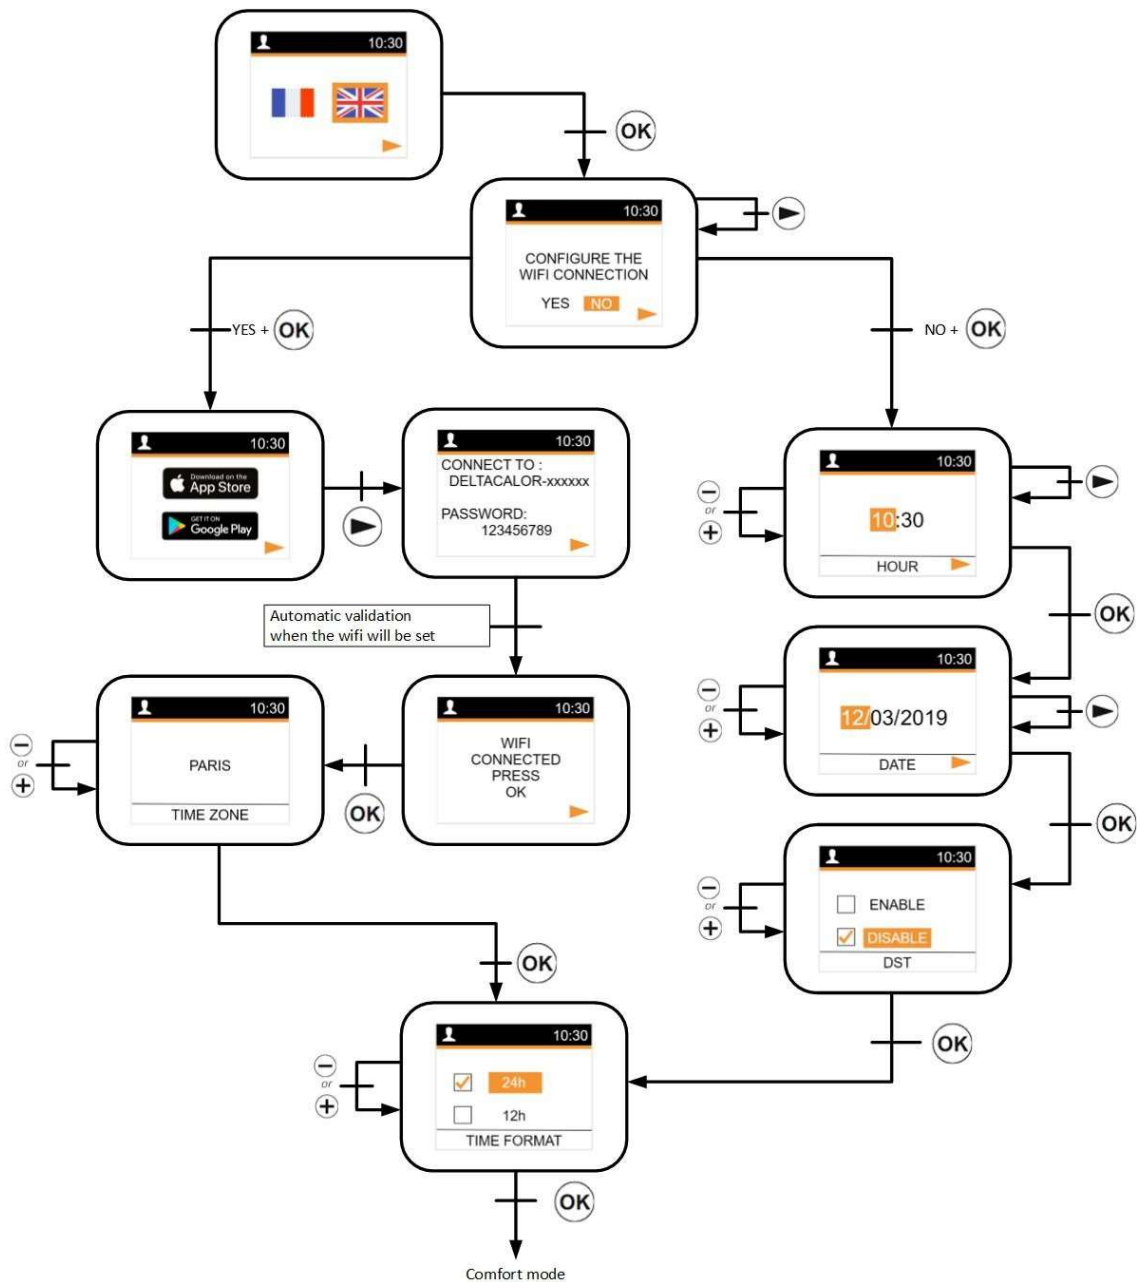 10:30
OK
10:30
CONFIGURE THE
WIFI CONNECTION
YES NO
YES + OK
NO + OK
10:30
Download on the
App Store
GET IT ON
Google Play
10:30
CONNECT TO :
DELTACALOR-xxxxxx
PASSWORD:
123456789
10:30
10:30
HOUR
- or +
OK
Automatic validation
when the wifi will be set
10:30
PARIS
TIME ZONE
- or +
OK
10:30
WIFI
CONNECTED
PRESS
OK
10:30
12/03/2019
DATE
- or +
OK
10:30
ENABLE
DISABLE
DST
- or +
OK
OK
10:30
24h
12h
TIME FORMAT
- or +
OK
Comfort mode